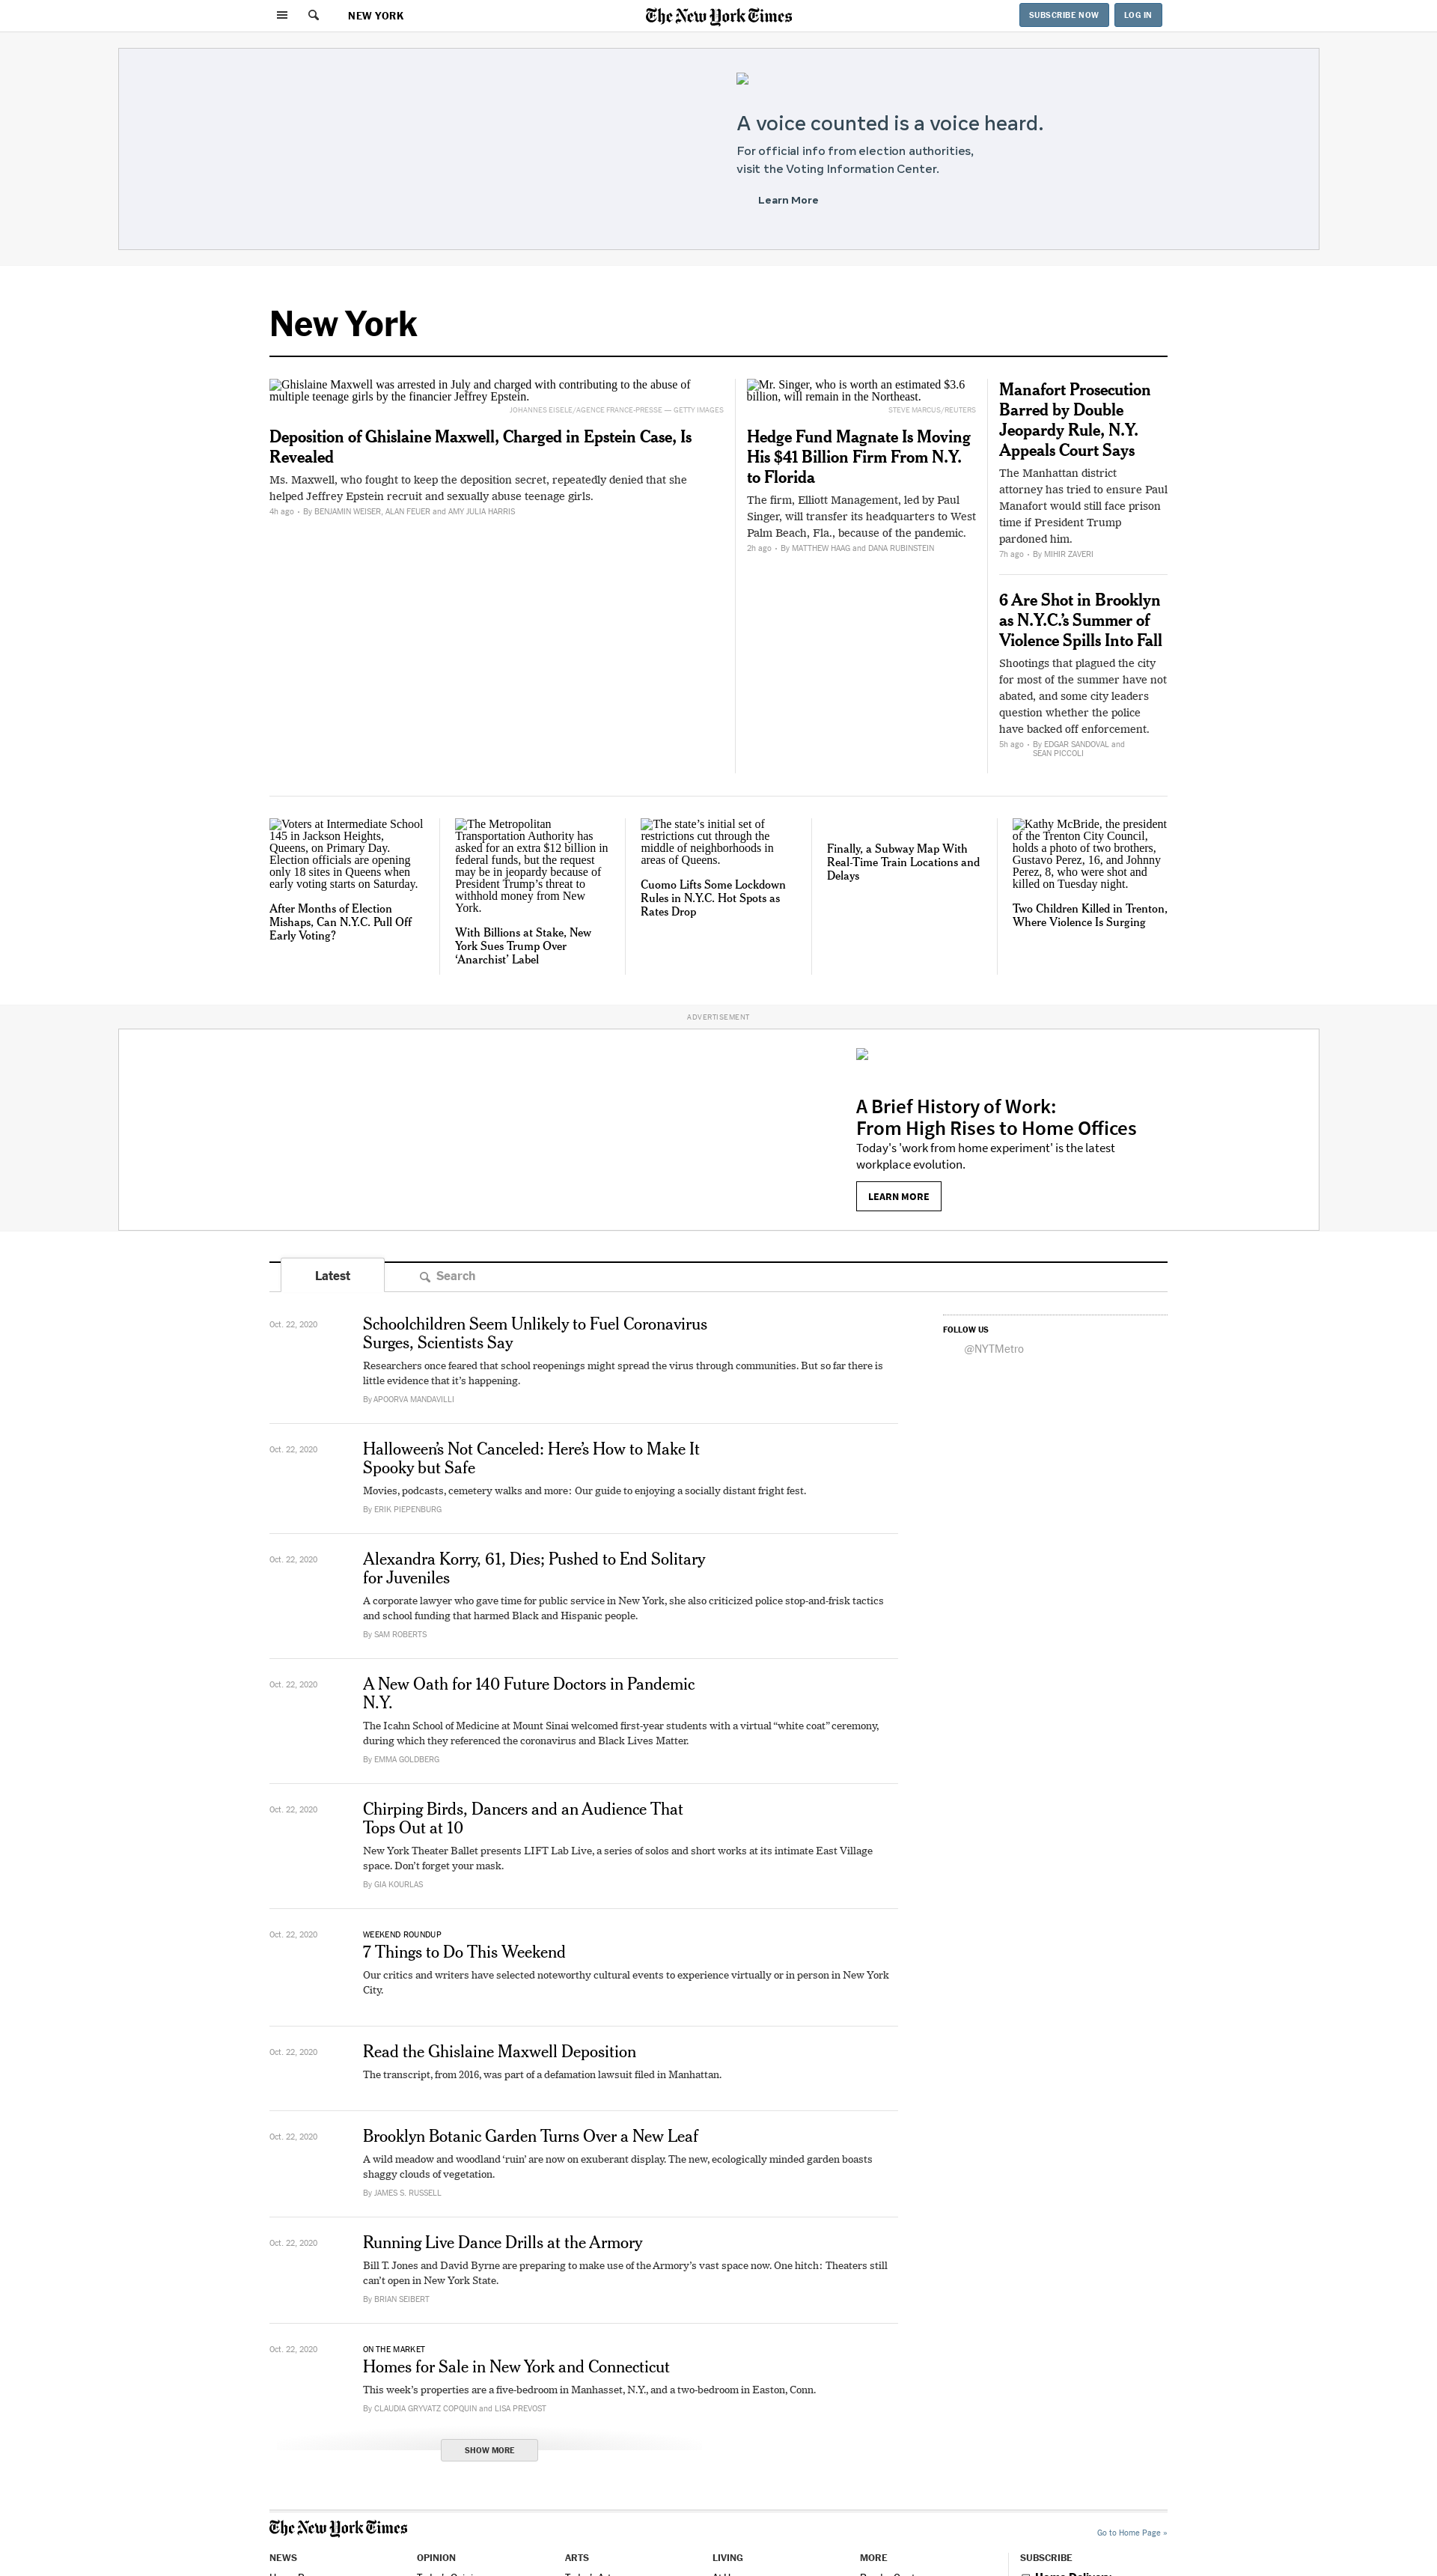 NEW YORK
The New York Times
SUBSCRIBE NOW
LOG IN
A voice counted is a voice heard.
For official info from election authorities,
visit the Voting Information Center.
Learn More
New York
Ghislaine Maxwell was arrested in July and charged with contributing to the abuse of
multiple teenage girls by the financier Jeffrey Epstein.
JOHANNES EISELE/AGENCE FRANCE-PRESSE — GETTY IMAGES
Deposition of Ghislaine Maxwell, Charged in Epstein Case, Is
Revealed
Ms. Maxwell, who fought to keep the deposition secret, repeatedly denied that she
helped Jeffrey Epstein recruit and sexually abuse teenage girls.
4h ago • By BENJAMIN WEISER, ALAN FEUER and AMY JULIA HARRIS
Mr. Singer, who is worth an estimated $3.6
billion, will remain in the Northeast.
STEVE MARCUS/REUTERS
Hedge Fund Magnate Is Moving
His $41 Billion Firm From N.Y.
to Florida
The firm, Elliott Management, led by Paul
Singer, will transfer its headquarters to West
Palm Beach, Fla., because of the pandemic.
2h ago • By MATTHEW HAAG and DANA RUBINSTEIN
Manafort Prosecution
Barred by Double
Jeopardy Rule, N.Y.
Appeals Court Says
The Manhattan district
attorney has tried to ensure Paul
Manafort would still face prison
time if President Trump
pardoned him.
7h ago • By MIHIR ZAVERI
6 Are Shot in Brooklyn
as N.Y.C.’s Summer of
Violence Spills Into Fall
Shootings that plagued the city
for most of the summer have not
abated, and some city leaders
question whether the police
have backed off enforcement.
5h ago • By EDGAR SANDOVAL and
SEAN PICCOLI
Voters at Intermediate School
145 in Jackson Heights,
Queens, on Primary Day.
Election officials are opening
only 18 sites in Queens when
early voting starts on Saturday.
After Months of Election
Mishaps, Can N.Y.C. Pull Off
Early Voting?
The Metropolitan
Transportation Authority has
asked for an extra $12 billion in
federal funds, but the request
may be in jeopardy because of
President Trump’s threat to
withhold money from New
York.
With Billions at Stake, New
York Sues Trump Over
‘Anarchist’ Label
The state’s initial set of
restrictions cut through the
middle of neighborhoods in
areas of Queens.
Cuomo Lifts Some Lockdown
Rules in N.Y.C. Hot Spots as
Rates Drop
Finally, a Subway Map With
Real-Time Train Locations and
Delays
Kathy McBride, the president
of the Trenton City Council,
holds a photo of two brothers,
Gustavo Perez, 16, and Johnny
Perez, 8, who were shot and
killed on Tuesday night.
Two Children Killed in Trenton,
Where Violence Is Surging
ADVERTISEMENT
A Brief History of Work:
From High Rises to Home Offices
Today's 'work from home experiment' is the latest
workplace evolution.
LEARN MORE
Latest
Search
Oct. 22, 2020
Schoolchildren Seem Unlikely to Fuel Coronavirus
Surges, Scientists Say
Researchers once feared that school reopenings might spread the virus through communities. But so far there is
little evidence that it’s happening.
By APOORVA MANDAVILLI
FOLLOW US
@NYTMetro
Oct. 22, 2020
Halloween’s Not Canceled: Here’s How to Make It
Spooky but Safe
Movies, podcasts, cemetery walks and more: Our guide to enjoying a socially distant fright fest.
By ERIK PIEPENBURG
Oct. 22, 2020
Alexandra Korry, 61, Dies; Pushed to End Solitary
for Juveniles
A corporate lawyer who gave time for public service in New York, she also criticized police stop-and-frisk tactics
and school funding that harmed Black and Hispanic people.
By SAM ROBERTS
Oct. 22, 2020
A New Oath for 140 Future Doctors in Pandemic
N.Y.
The Icahn School of Medicine at Mount Sinai welcomed first-year students with a virtual “white coat” ceremony,
during which they referenced the coronavirus and Black Lives Matter.
By EMMA GOLDBERG
Oct. 22, 2020
Chirping Birds, Dancers and an Audience That
Tops Out at 10
New York Theater Ballet presents LIFT Lab Live, a series of solos and short works at its intimate East Village
space. Don’t forget your mask.
By GIA KOURLAS
Oct. 22, 2020
WEEKEND ROUNDUP
7 Things to Do This Weekend
Our critics and writers have selected noteworthy cultural events to experience virtually or in person in New York
City.
Oct. 22, 2020
Read the Ghislaine Maxwell Deposition
The transcript, from 2016, was part of a defamation lawsuit filed in Manhattan.
Oct. 22, 2020
Brooklyn Botanic Garden Turns Over a New Leaf
A wild meadow and woodland ‘ruin’ are now on exuberant display. The new, ecologically minded garden boasts
shaggy clouds of vegetation.
By JAMES S. RUSSELL
Oct. 22, 2020
Running Live Dance Drills at the Armory
Bill T. Jones and David Byrne are preparing to make use of the Armory’s vast space now. One hitch: Theaters still
can’t open in New York State.
By BRIAN SEIBERT
Oct. 22, 2020
ON THE MARKET
Homes for Sale in New York and Connecticut
This week’s properties are a five-bedroom in Manhasset, N.Y., and a two-bedroom in Easton, Conn.
By CLAUDIA GRYVATZ COPQUIN and LISA PREVOST
SHOW MORE
The New York Times
Go to Home Page »
NEWS
OPINION
ARTS
LIVING
MORE
SUBSCRIBE